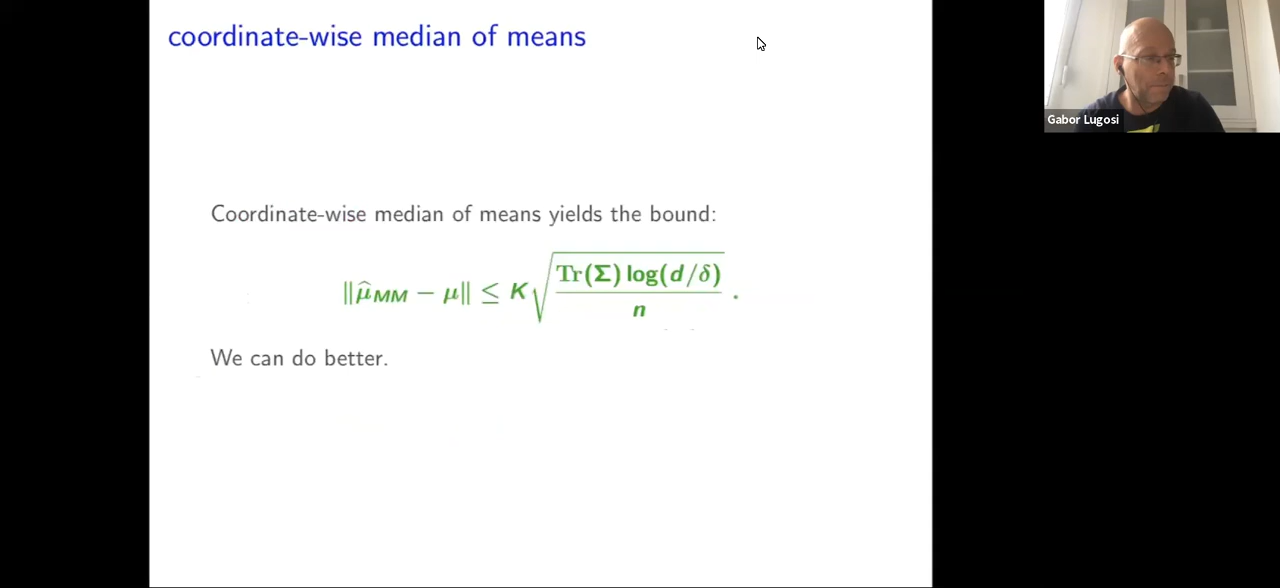 coordinate-wise median of means
Gabor Lugosi
Coordinate-wise median of means yields the bound:
‖μ̂_MM − μ‖ ≤ K√(Tr(Σ) log(d/δ) / n) .
We can do better.